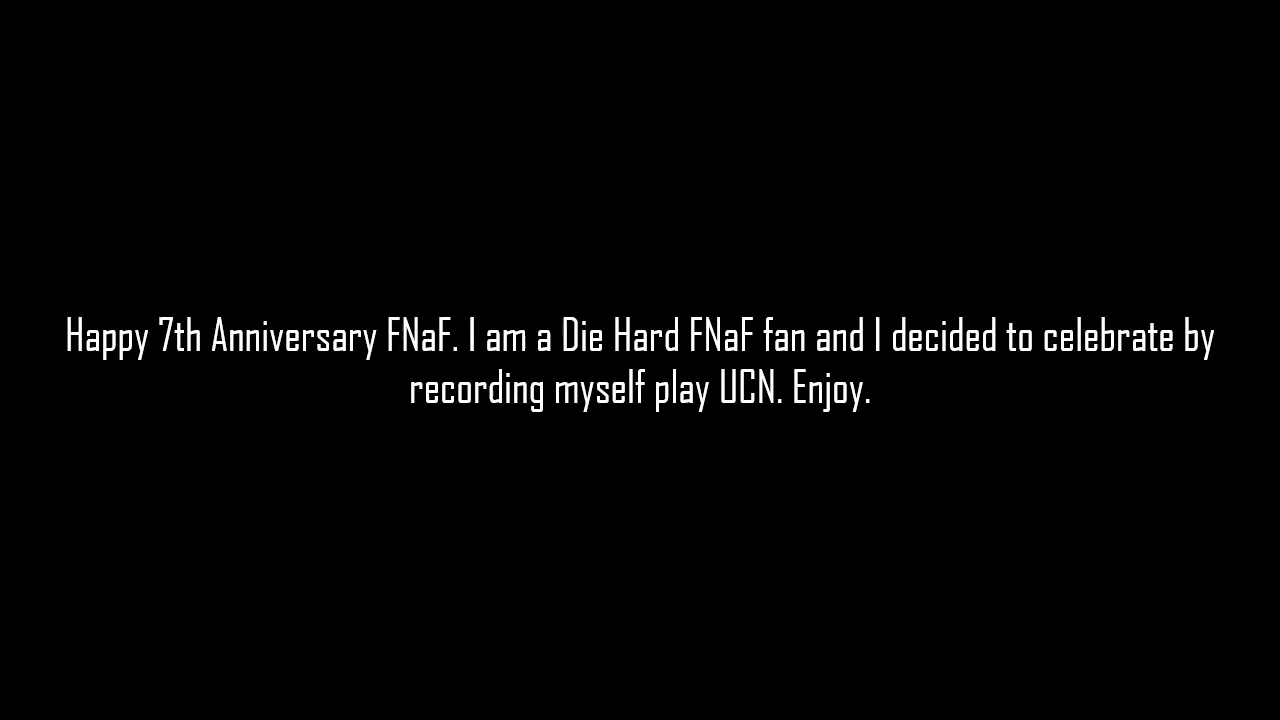 Happy 7th Anniversary FNaF. I am a Die Hard FNaF fan and I decided to celebrate by
recording myself play UCN. Enjoy.